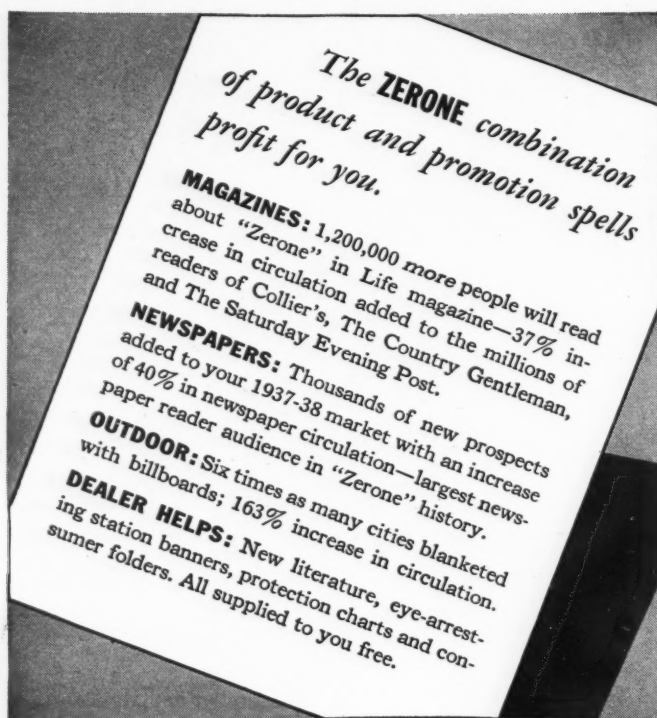 The ZERONE combination
of product and promotion spells
profit for you.
MAGAZINES: 1,200,000 more people will read
about "Zerone" in Life magazine—37% in-
crease in circulation added to the millions of
readers of Collier's, The Country Gentleman,
and The Saturday Evening Post.
NEWSPAPERS: Thousands of new prospects
added to your 1937-38 market with an increase
of 40% in newspaper circulation—largest news-
paper reader audience in "Zerone" history.
OUTDOOR: Six times as many cities blanketed
with billboards; 163% increase in circulation.
DEALER HELPS: New literature, eye-arrest-
ing station banners, protection charts and con-
sumer folders. All supplied to you free.